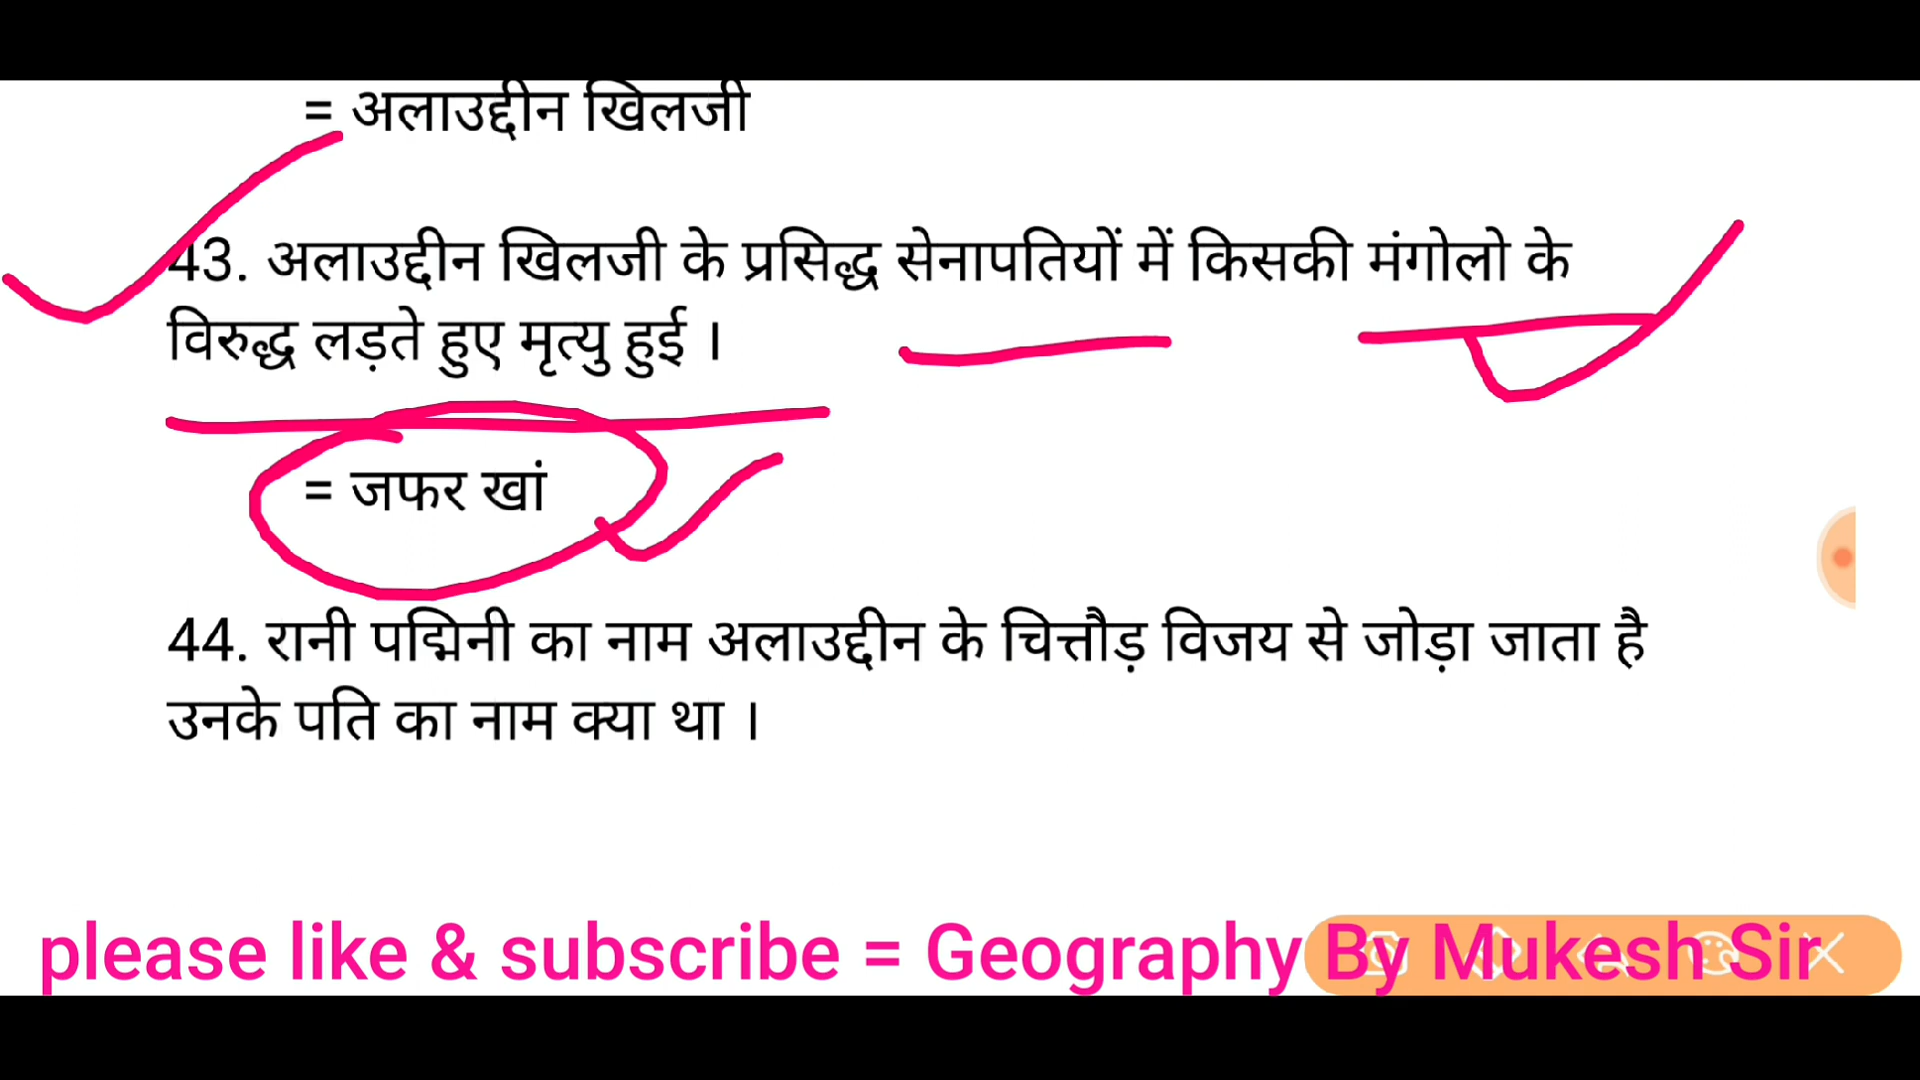 = अलाउद्दीन खिलजी
43. अलाउद्दीन खिलजी के प्रसिद्ध सेनापतियों में किसकी मंगोलो के
विरुद्ध लड़ते हुए मृत्यु हुई ।
= जफर खां
44. रानी पद्मिनी का नाम अलाउद्दीन के चित्तौड़ विजय से जोड़ा जाता है
उनके पति का नाम क्या था ।
please like & subscribe = Geography By Mukesh Sir